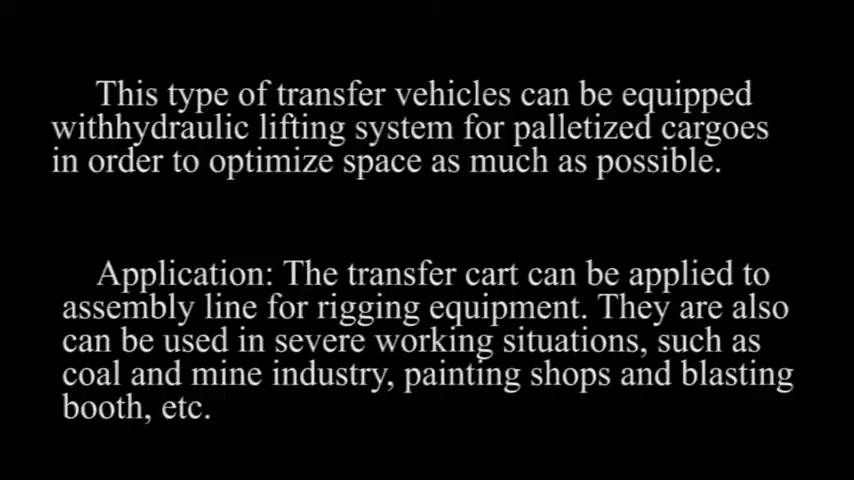 This type of transfer vehicles can be equipped
withhydraulic lifting system for palletized cargoes
in order to optimize space as much as possible.
Application: The transfer cart can be applied to
assembly line for rigging equipment. They are also
can be used in severe working situations, such as
coal and mine industry, painting shops and blasting
booth, etc.